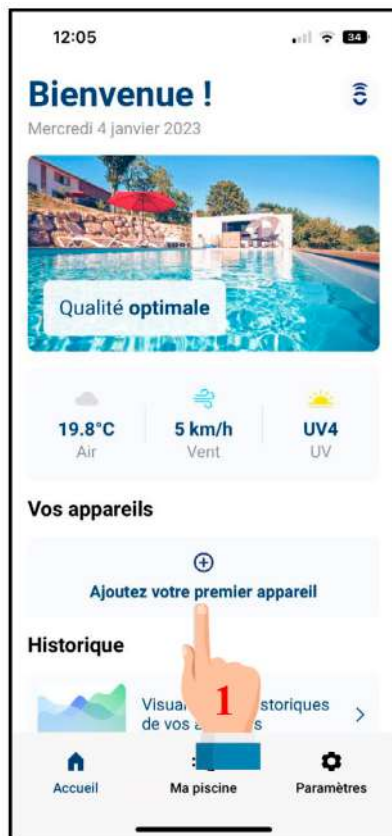 12:05
34
Bienvenue !
Mercredi 4 janvier 2023
Qualité optimale
19.8°C
5 km/h
UV4
Air
Vent
UV
Vos appareils
Ajoutez votre premier appareil
Historique
1
de vos
Accueil
Ma piscine
Paramètres